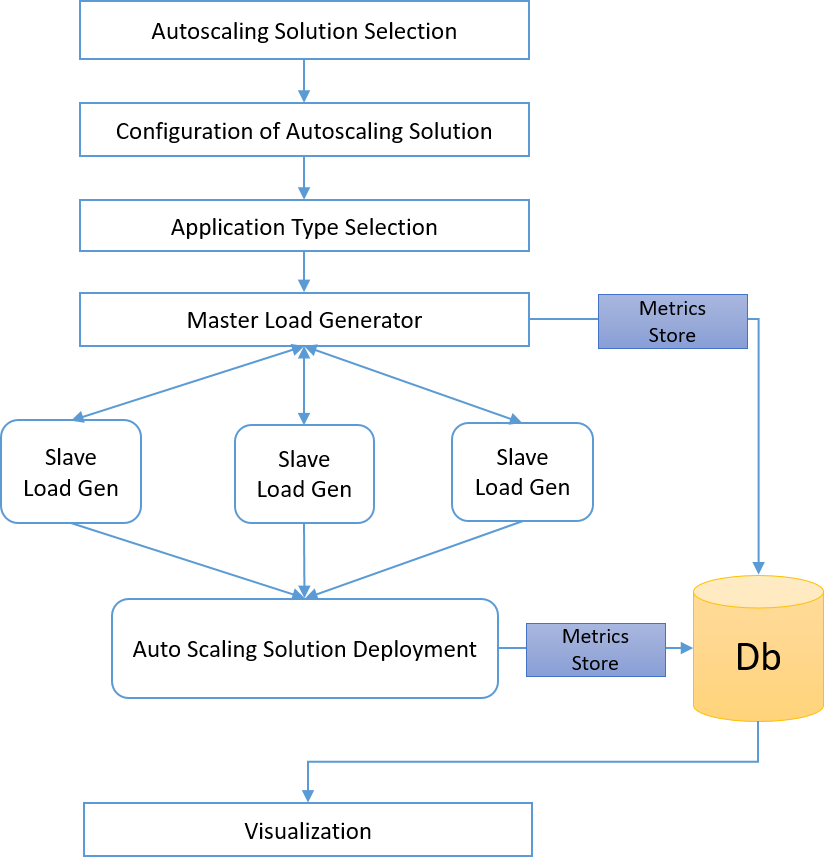 Autoscaling Solution Selection
Configuration of Autoscaling Solution
Application Type Selection
Master Load Generator
Metrics
Store
Slave
Load Gen
Slave
Load Gen
Slave
Load Gen
Auto Scaling Solution Deployment
Metrics
Store
Db
Visualization